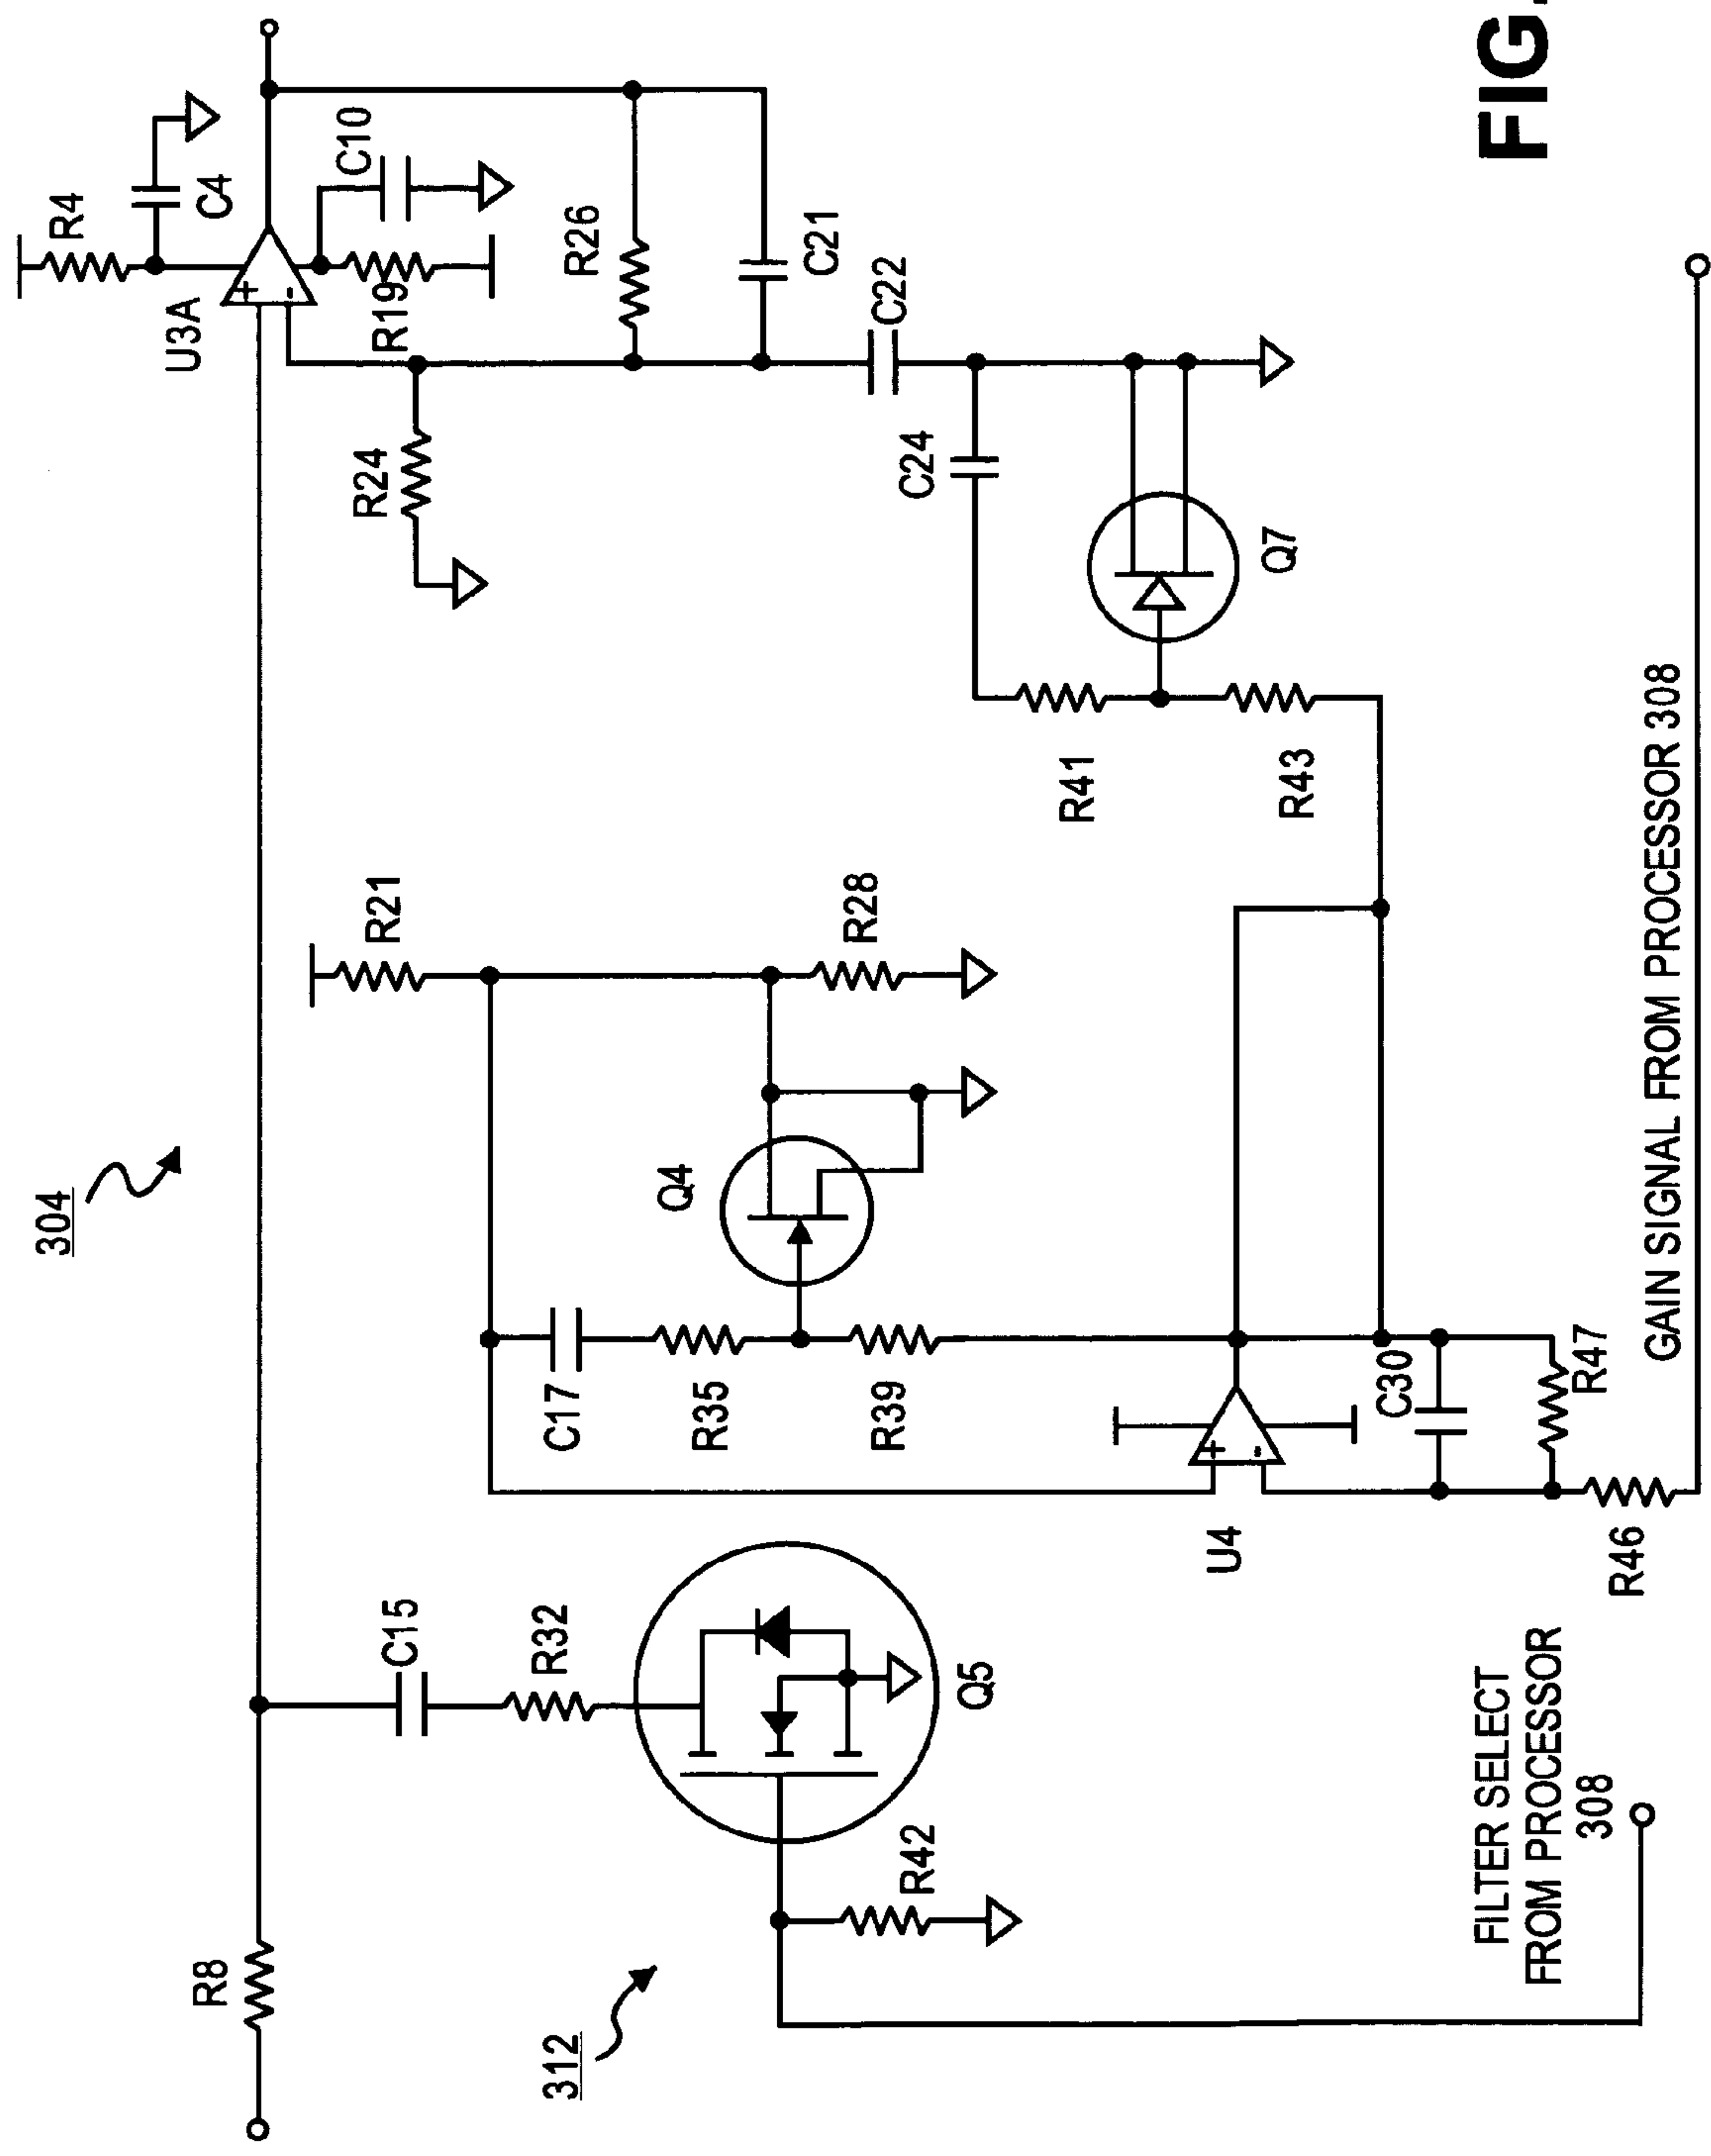 304
312
R8
C15
R32
Q5
R42
FILTER SELECT
FROM PROCESSOR
308
R21
R28
Q4
C17
R35
R39
U4
+
-
C30
R47
R46
GAIN SIGNAL FROM PROCESSOR 308
R4
C4
U3A
+
-
C10
R19
R26
C21
R24
C22
C24
Q7
R41
R43
FIG.